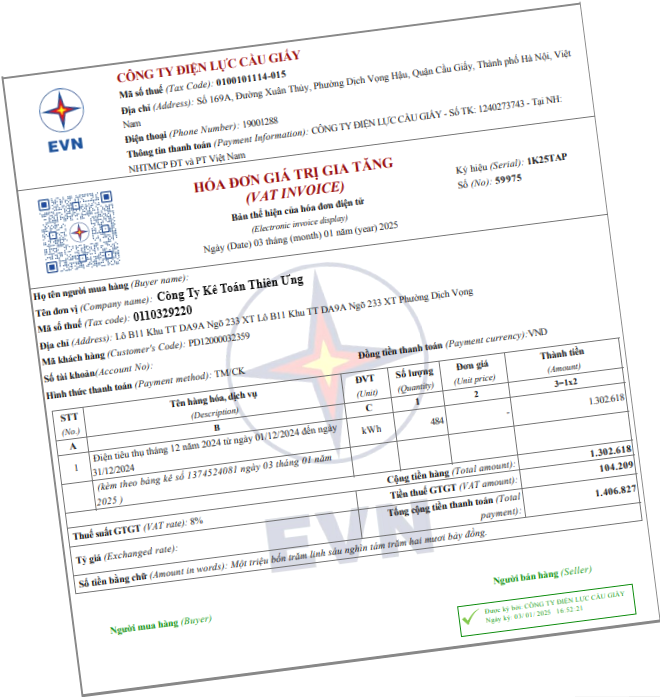 CÔNG TY ĐIỆN LỰC CẦU GIẤY
Mã số thuế (Tax Code): 0100101114-015
Địa chỉ (Address): Số 169A, Đường Xuân Thủy, Phường Dịch Vọng Hậu, Quận Cầu Giấy, Thành phố Hà Nội, Việt
Nam
Điện thoại (Phone Number): 19001288
Thông tin thanh toán (Payment Information): CÔNG TY ĐIỆN LỰC CẦU GIẤY - Số TK: 1240273743 - Tại NH:
NHTMCP ĐT và PT Việt Nam
EVN
HÓA ĐƠN GIÁ TRỊ GIA TĂNG
(VAT INVOICE)
Bản thể hiện của hóa đơn điện tử
(Electronic invoice display)
Ngày (Date) 03 tháng (month) 01 năm (year) 2025
Ký hiệu (Serial): 1K25TAP
Số (No): 59975
Họ tên người mua hàng (Buyer name):
Tên đơn vị (Company name): Công Ty Kế Toán Thiên Ưng
Mã số thuế (Tax code): 0110329220
Địa chỉ (Address): Lô B11 Khu TT DA9A Ngõ 233 XT Lô B11 Khu TT DA9A Ngõ 233 XT Phường Dịch Vọng
Mã khách hàng (Customer's Code): PD12000032359
Số tài khoản/Account No):
Hình thức thanh toán (Payment method): TM/CK
Đồng tiền thanh toán (Payment currency):VND
STT Tên hàng hóa, dịch vụ ĐVT Số lượng Đơn giá Thành tiền
(No.) (Description) (Unit) (Quantity) (Unit price) (Amount)
A B C 1 2 3=1x2
1 Điện tiêu thụ tháng 12 năm 2024 từ ngày 01/12/2024 đến ngày kWh 484 - 1.302.618
31/12/2024
(kèm theo bảng kê số 1374524081 ngày 03 tháng 01 năm
2025 )
Cộng tiền hàng (Total amount): 1.302.618
Thuế suất GTGT (VAT rate): 8% Tiền thuế GTGT (VAT amount): 104.209
Tỷ giá (Exchanged rate): Tổng cộng tiền thanh toán (Total 1.406.827
payment):
Số tiền bằng chữ (Amount in words): Một triệu bốn trăm linh sáu nghìn tám trăm hai mươi bảy đồng.
EVN
Người mua hàng (Buyer)
Người bán hàng (Seller)
Được ký bởi: CÔNG TY ĐIỆN LỰC CẦU GIẤY
Ngày ký: 03/ 01/ 2025 16:52:21